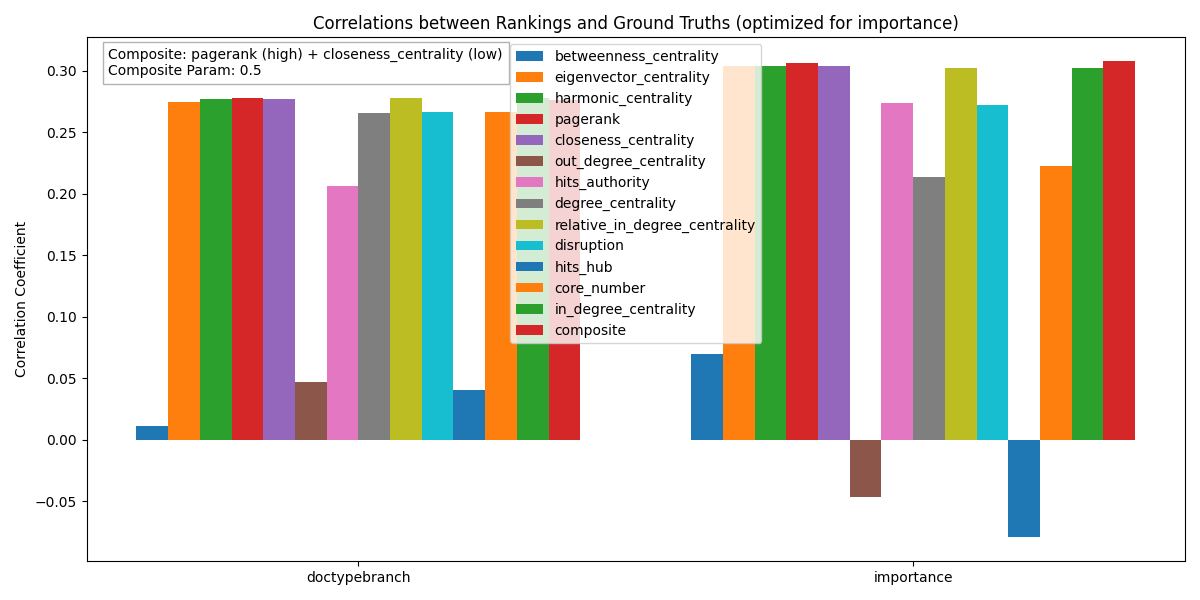 Correlations between Rankings and Ground Truths (optimized for importance)
Composite: pagerank (high) + closeness_centrality (low)
Composite Param: 0.5
betweenness_centrality
eigenvector_centrality
harmonic_centrality
pagerank
closeness_centrality
out_degree_centrality
hits_authority
degree_centrality
relative_in_degree_centrality
disruption
hits_hub
core_number
in_degree_centrality
composite
Correlation Coefficient
0.30
0.25
0.20
0.15
0.10
0.05
0.00
−0.05
doctypebranch
importance